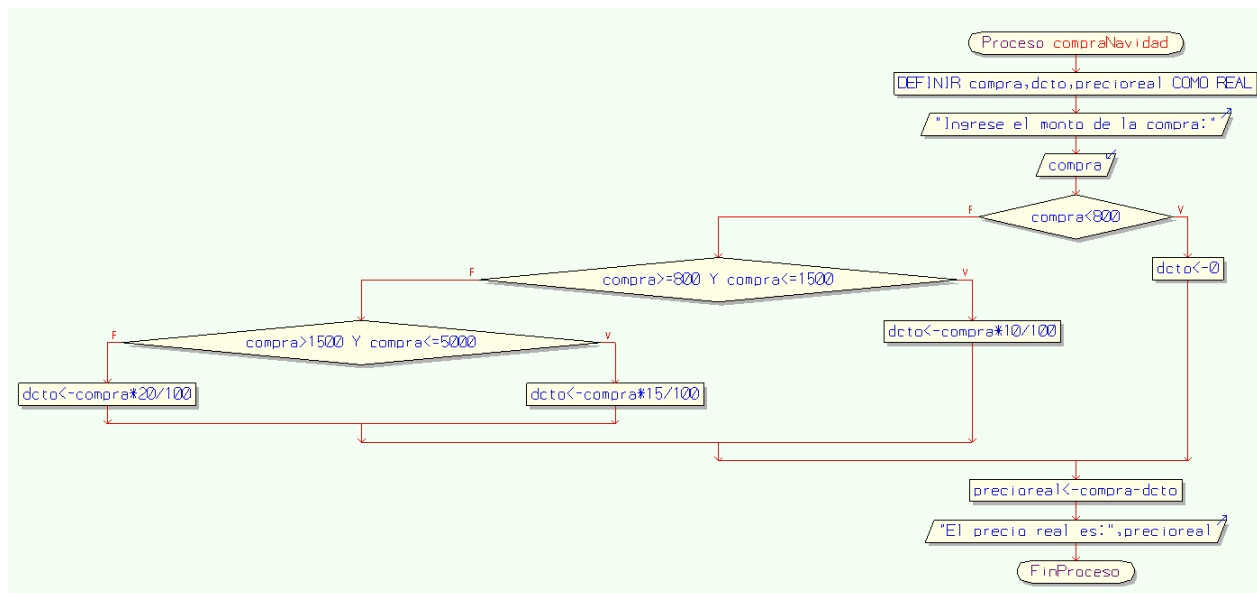 Proceso compraNavidad
DEFINIR compra,dcto,precioreal COMO REAL
"Ingrese el monto de la compra:"
compra
F
compra<800
V
dcto<-0
F
compra>=800 Y compra<=1500
V
dcto<-compra*10/100
F
compra>1500 Y compra<=5000
V
dcto<-compra*20/100
dcto<-compra*15/100
precioreal<-compra-dcto
"El precio real es:",precioreal
FinProceso